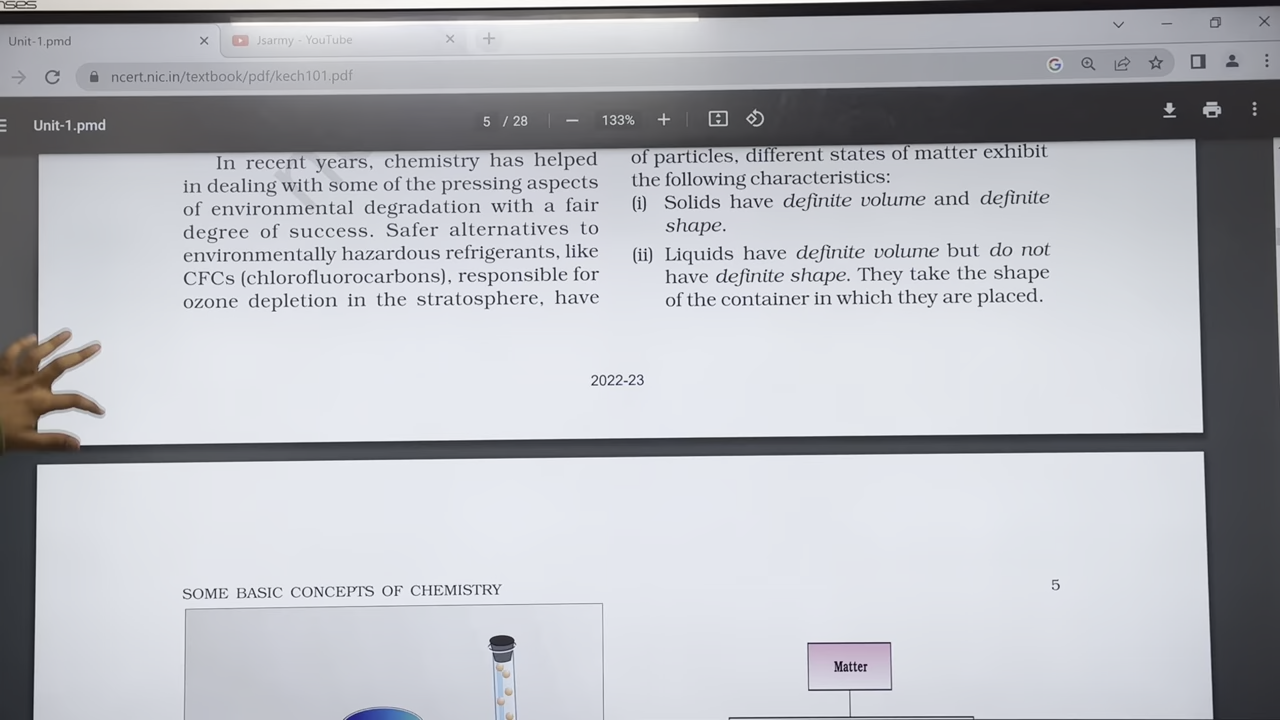 Unit-1.pmd
Jsarmy - YouTube
ncert.nic.in/textbook/pdf/kech101.pdf
Unit-1.pmd
5 / 28
133%
In recent years, chemistry has helped
in dealing with some of the pressing aspects
of environmental degradation with a fair
degree of success. Safer alternatives to
environmentally hazardous refrigerants, like
CFCs (chlorofluorocarbons), responsible for
ozone depletion in the stratosphere, have
of particles, different states of matter exhibit
the following characteristics:
(i) Solids have definite volume and definite
shape.
(ii) Liquids have definite volume but do not
have definite shape. They take the shape
of the container in which they are placed.
2022-23
SOME BASIC CONCEPTS OF CHEMISTRY
5
Matter